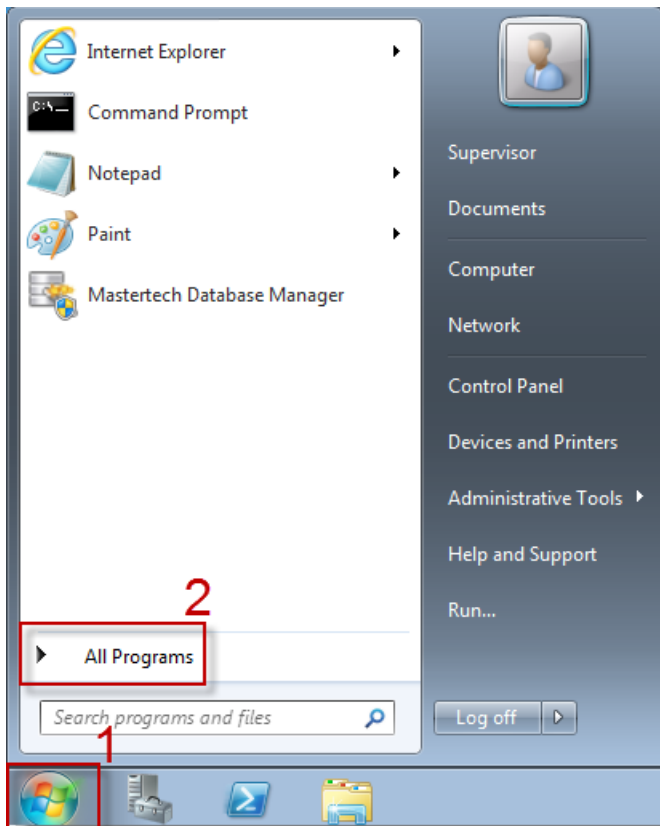 Internet Explorer
Command Prompt
Notepad
Paint
Mastertech Database Manager
2
All Programs
Search programs and files
1
Supervisor
Documents
Computer
Network
Control Panel
Devices and Printers
Administrative Tools
Help and Support
Run...
Log off